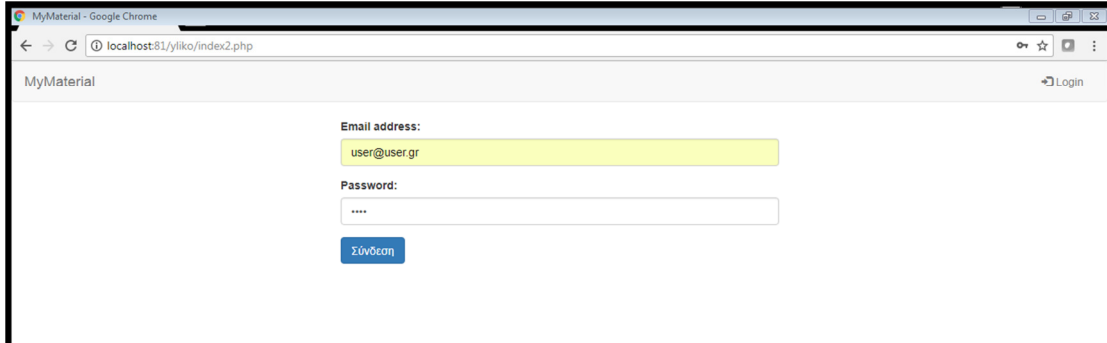 MyMaterial - Google Chrome
localhost:81/yliko/index2.php
MyMaterial
Login
Email address:
user@user.gr
Password:
••••
Σύνδεση